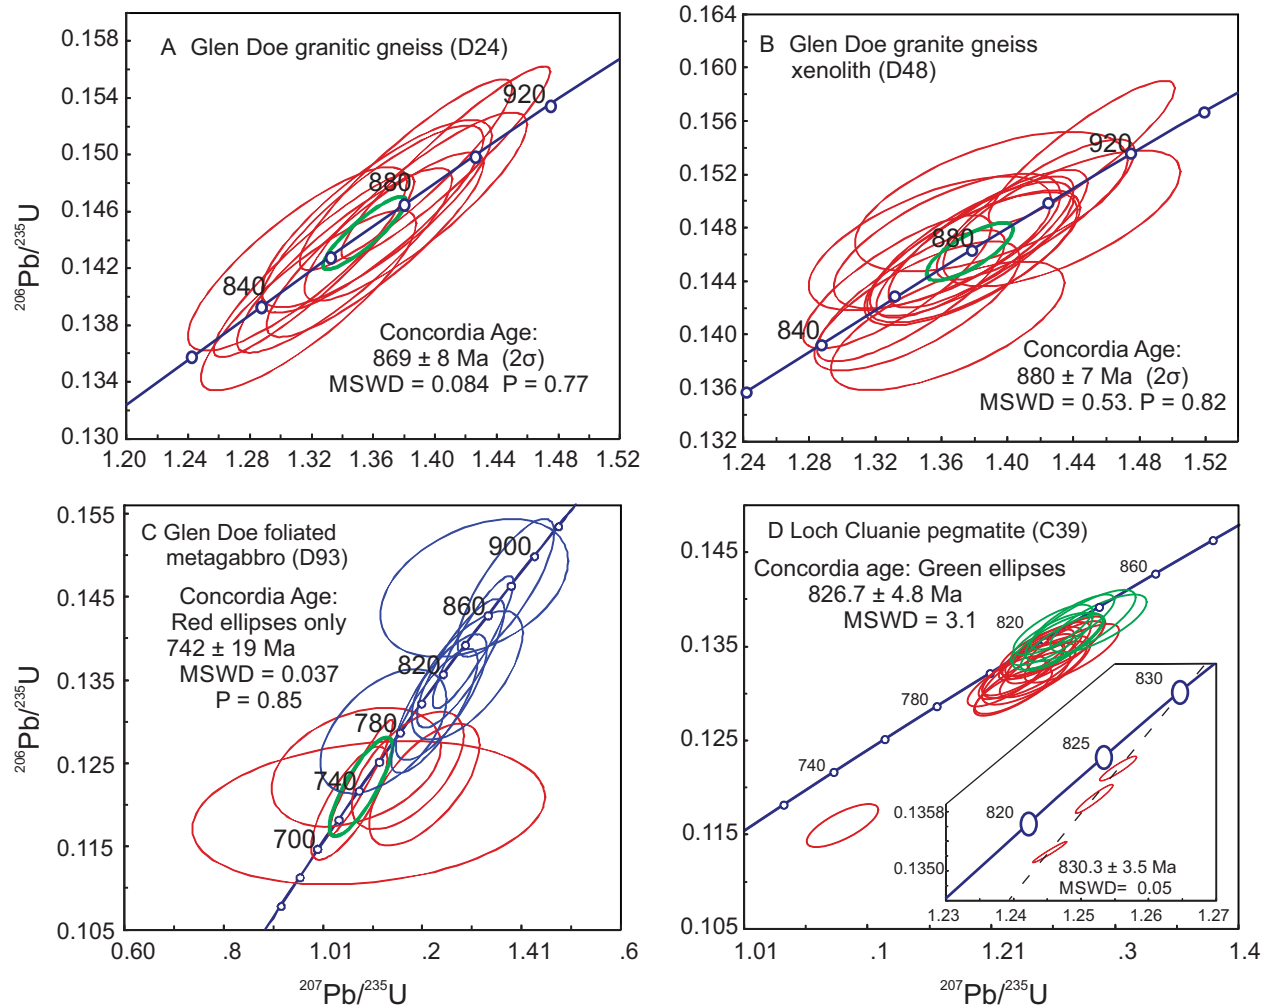 A Glen Doe granitic gneiss (D24)
0.158
0.154
0.150
0.146
0.142
0.138
0.134
0.130
206Pb/235U
920
880
840
Concordia Age:
869 ± 8 Ma (2σ)
MSWD = 0.084 P = 0.77
1.20 1.24 1.28 1.32 1.36 1.40 1.44 1.48 1.52
B Glen Doe granite gneiss
xenolith (D48)
0.164
0.160
0.156
0.152
0.148
0.144
0.140
0.136
0.132
920
880
840
Concordia Age:
880 ± 7 Ma (2σ)
MSWD = 0.53. P = 0.82
1.24 1.28 1.32 1.36 1.40 1.44 1.48 1.52
C Glen Doe foliated
metagabbro (D93)
Concordia Age:
Red ellipses only
742 ± 19 Ma
MSWD = 0.037
P = 0.85
0.155
0.145
0.135
0.125
0.115
0.105
206Pb/235U
900
860
820
780
740
700
0.60 1.01 .2 1.41 .6
207Pb/235U
D Loch Cluanie pegmatite (C39)
Concordia age: Green ellipses
826.7 ± 4.8 Ma
MSWD = 3.1
0.145
0.135
0.125
0.115
0.105
860
820
780
740
830
825
820
0.1358
0.1350
830.3 ± 3.5 Ma
MSWD= 0.05
1.23 1.24 1.25 1.26 1.27
1.01 .1 1.21 .3 1.4
207Pb/235U